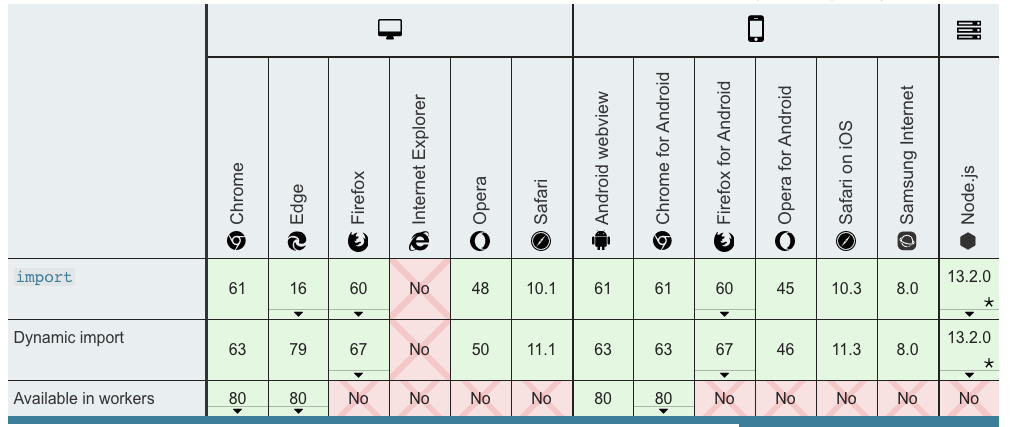 Chrome Edge Firefox Internet Explorer Opera Safari Android webview Chrome for Android Firefox for Android Opera for Android Safari on iOS Samsung Internet Node.js
import 61 16 60 No 48 10.1 61 61 60 45 10.3 8.0 13.2.0 *
Dynamic import 63 79 67 No 50 11.1 63 63 67 46 11.3 8.0 13.2.0 *
Available in workers 80 80 No No No No 80 80 No No No No No